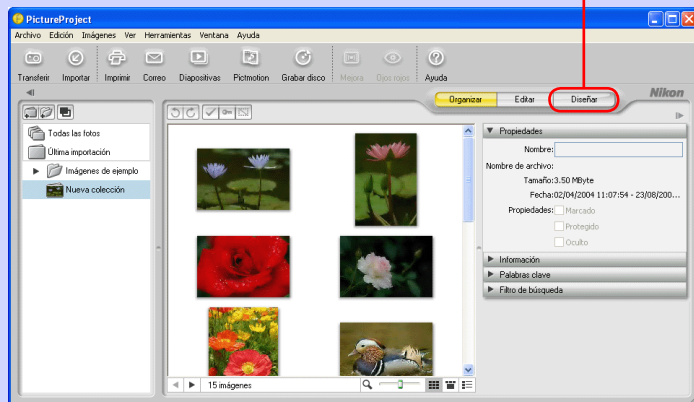 PictureProject
Archivo Edición Imágenes Ver Herramientas Ventana Ayuda
Transferir Importar Imprimir Correo Diapositivas Pictmotion Grabar disco Mejora Ojos rojos Ayuda
Organizar Editar Diseñar
Nikon
Todas las fotos
Última importación
Imágenes de ejemplo
Nueva colección
Propiedades
Nombre:
Nombre de archivo:
Tamaño:3.50 MByte
Fecha:02/04/2004 11:07:54 - 23/08/200...
Propiedades: Marcado
Protegido
Oculto
Información
Palabras clave
Filtro de búsqueda
15 imágenes